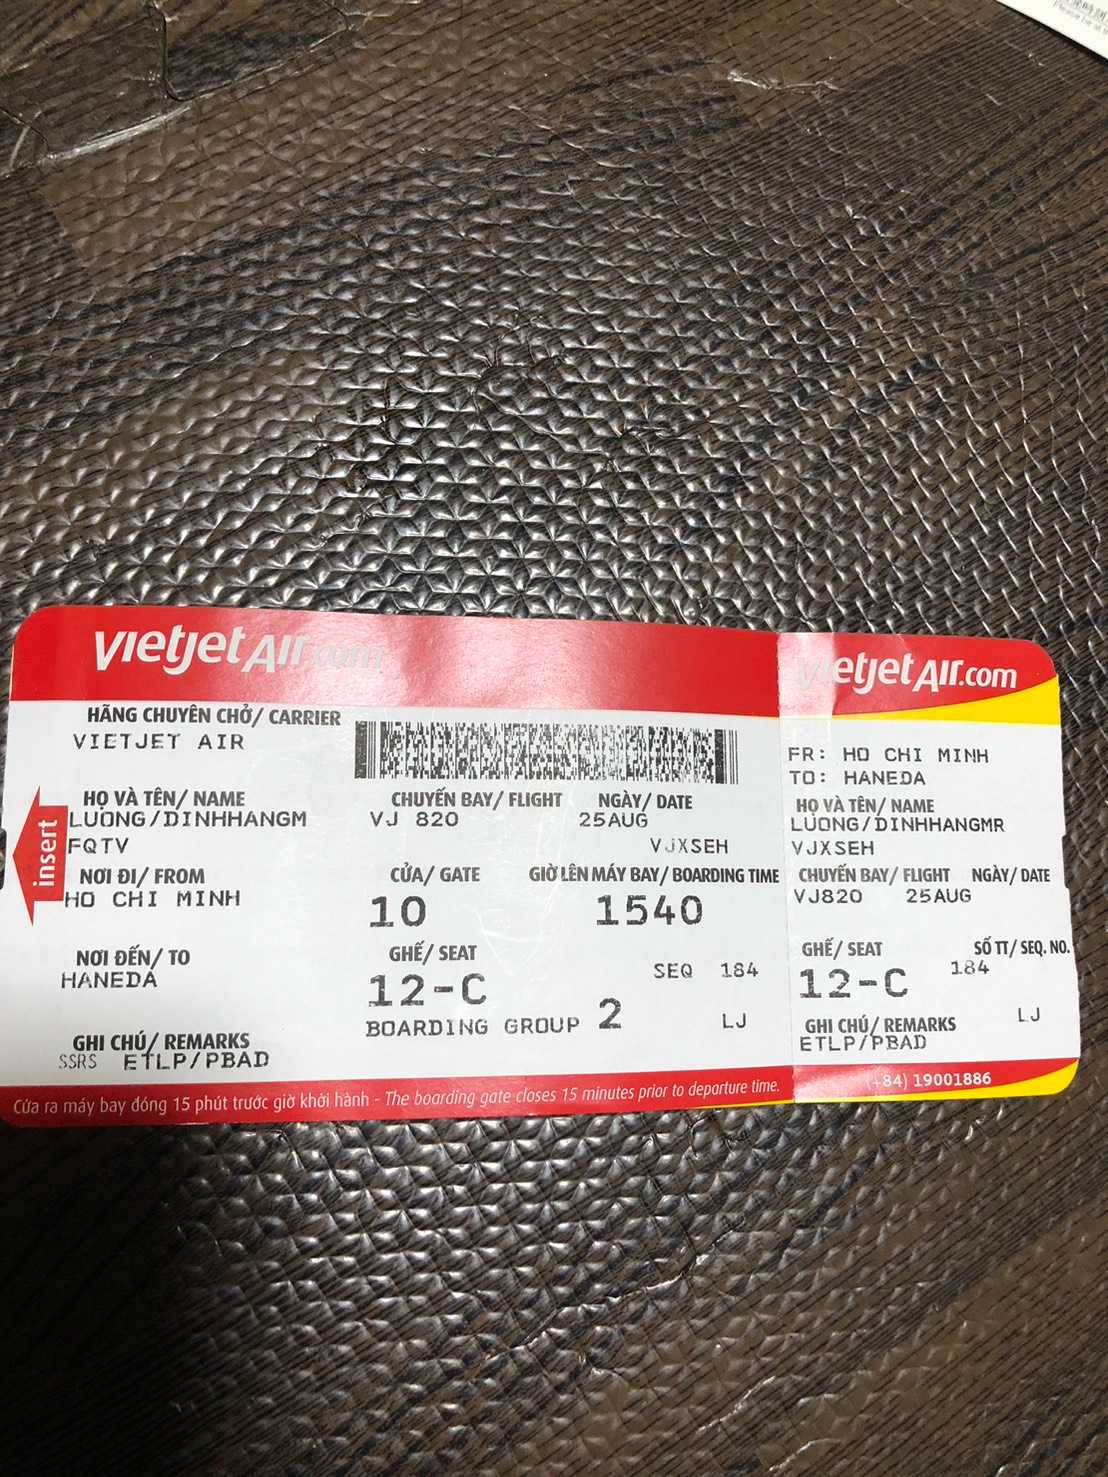 Please be at th
vietjetAir.com
HÃNG CHUYÊN CHỞ/ CARRIER
VIETJET AIR
HỌ VÀ TÊN/ NAME
LUONG/DINHHANGM
FQTV
CHUYẾN BAY/ FLIGHT
VJ 820
NGÀY/ DATE
25AUG
VJXSEH
insert
NƠI ĐI/ FROM
HO CHI MINH
CỬA/ GATE
10
GIỜ LÊN MÁY BAY/ BOARDING TIME
1540
NƠI ĐẾN/ TO
HANEDA
GHẾ/ SEAT
12-C
SEQ 184
BOARDING GROUP 2
LJ
GHI CHÚ/ REMARKS
SSRS ETLP/PBAD
Cửa ra máy bay đóng 15 phút trước giờ khởi hành - The boarding gate closes 15 minutes prior to departure time.
vietjetAir.com
FR: HO CHI MINH
TO: HANEDA
HỌ VÀ TÊN/ NAME
LUONG/DINHHANGMR
VJXSEH
CHUYẾN BAY/ FLIGHT NGÀY/ DATE
VJ820 25AUG
GHẾ/ SEAT
12-C
SỐ TT/ SEQ. NO.
184
LJ
GHI CHÚ/ REMARKS
ETLP/PBAD
(+84) 19001886